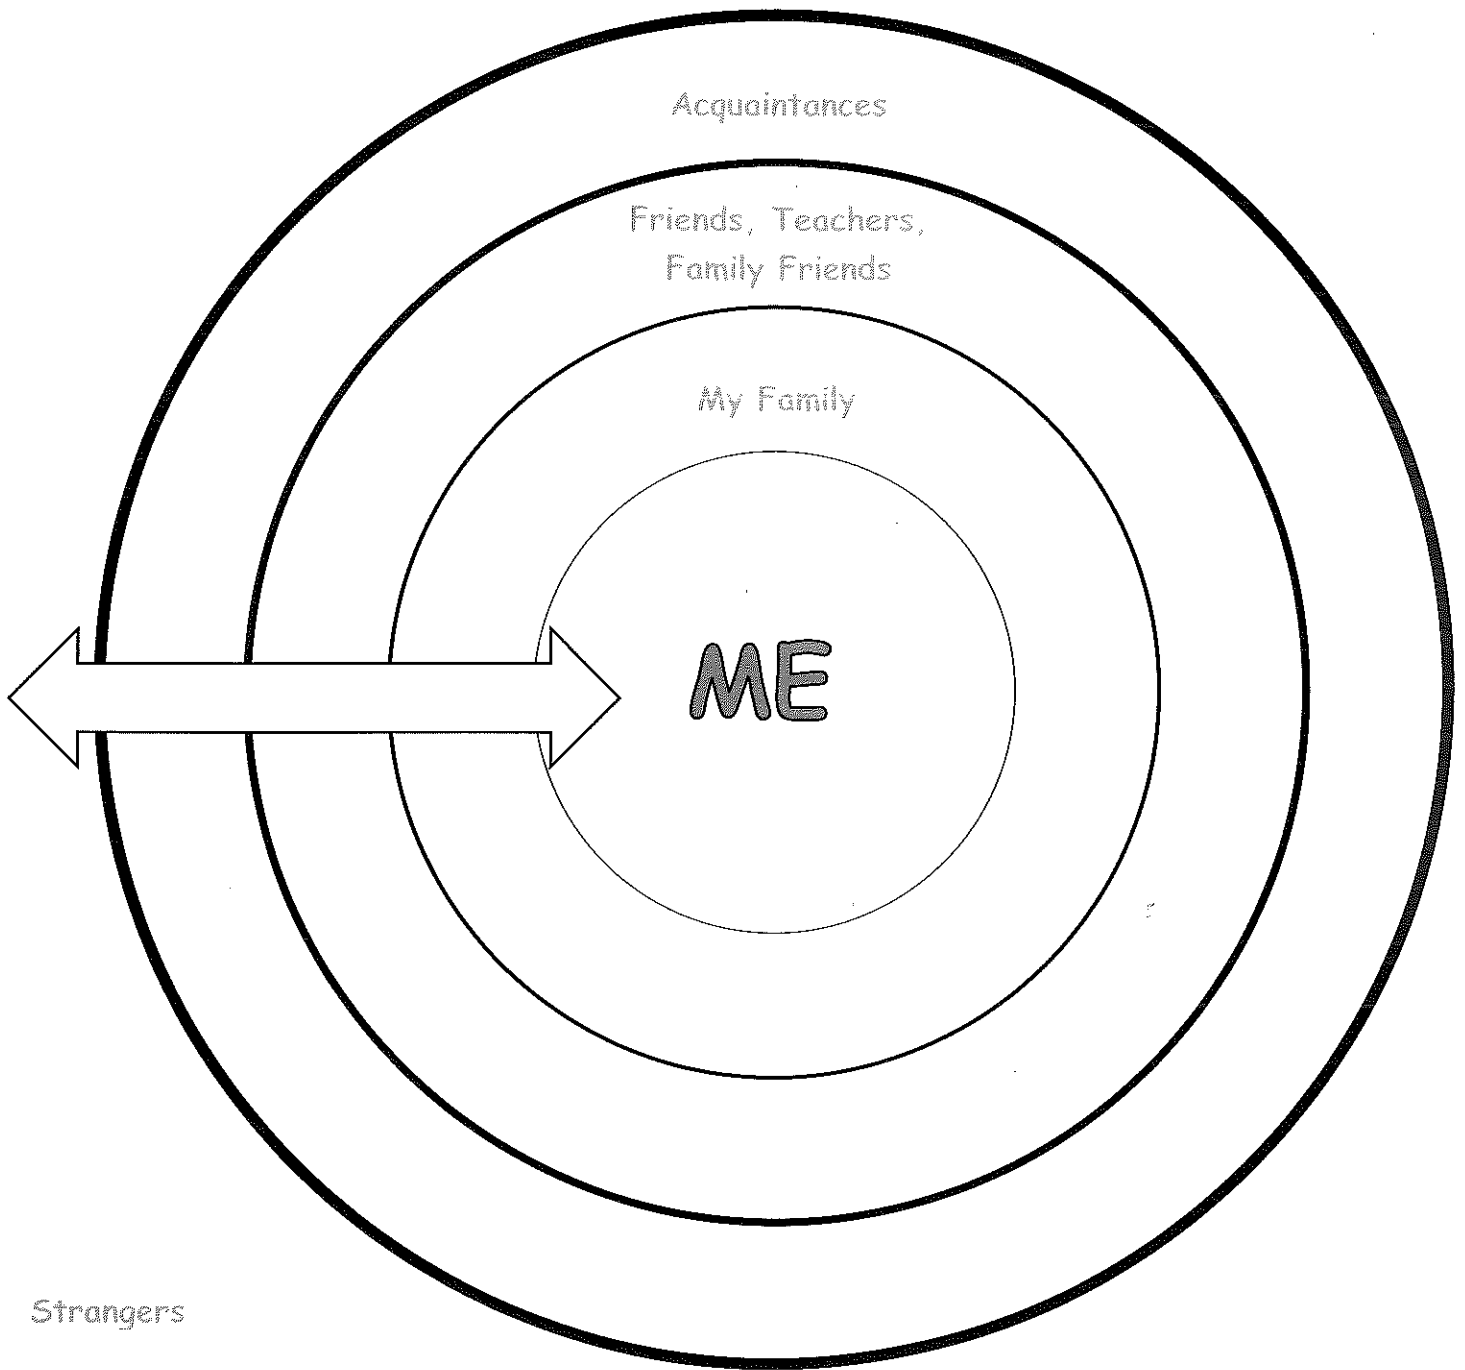 Acquaintances
Friends, Teachers,
Family Friends
My Family
ME
Strangers